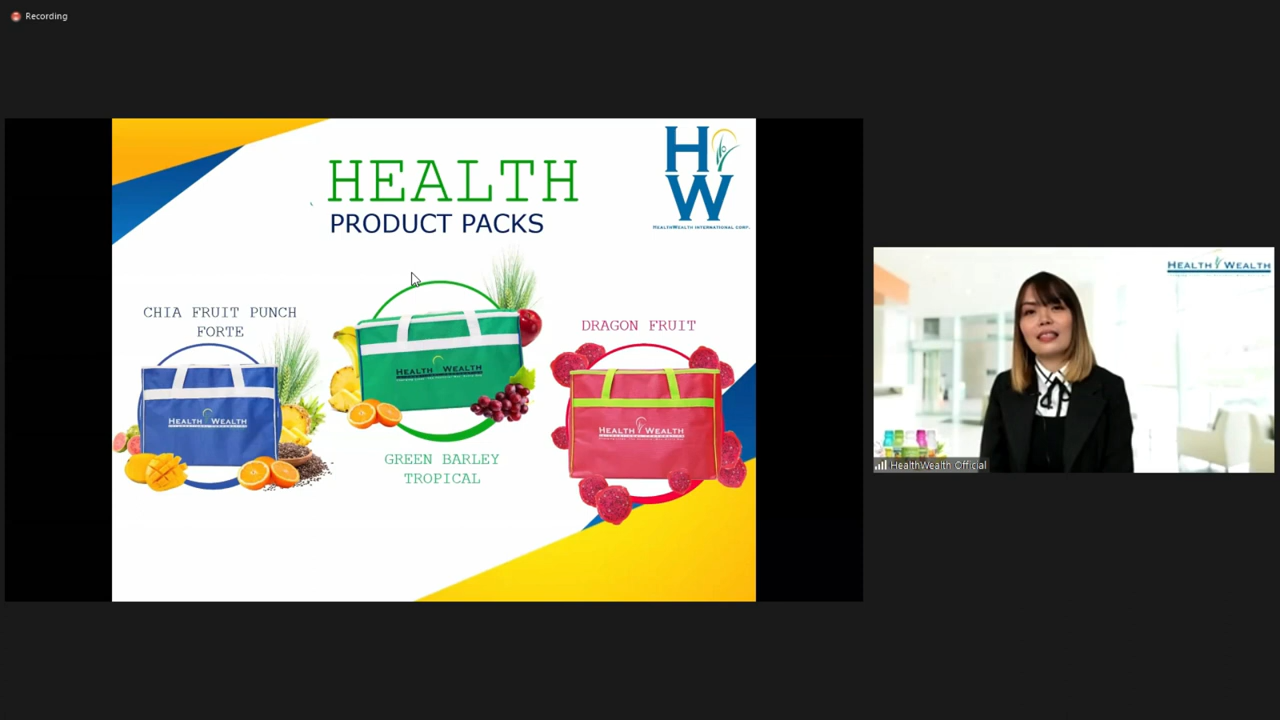 Recording
HEALTH
PRODUCT PACKS
H
W
HEALTHWEALTH INTERNATIONAL CORP.
CHIA FRUIT PUNCH
FORTE
HEALTH WEALTH
GREEN BARLEY
TROPICAL
HEALTH WEALTH
DRAGON FRUIT
HEALTH WEALTH
HEALTH WEALTH
HealthWealth Official